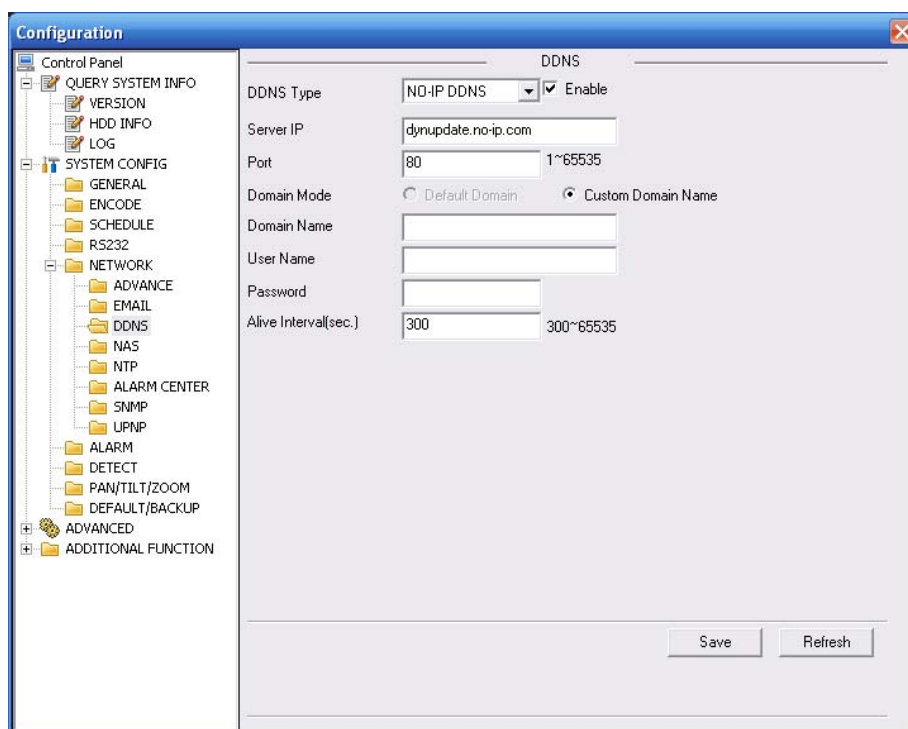 Configuration
Control Panel
QUERY SYSTEM INFO
VERSION
HDD INFO
LOG
SYSTEM CONFIG
GENERAL
ENCODE
SCHEDULE
RS232
NETWORK
ADVANCE
EMAIL
DDNS
NAS
NTP
ALARM CENTER
SNMP
UPNP
ALARM
DETECT
PAN/TILT/ZOOM
DEFAULT/BACKUP
ADVANCED
ADDITIONAL FUNCTION
DDNS
DDNS Type NO-IP DDNS Enable
Server IP dynupdate.no-ip.com
Port 80 1~65535
Domain Mode Default Domain Custom Domain Name
Domain Name
User Name
Password
Alive Interval(sec.) 300 300~65535
Save Refresh